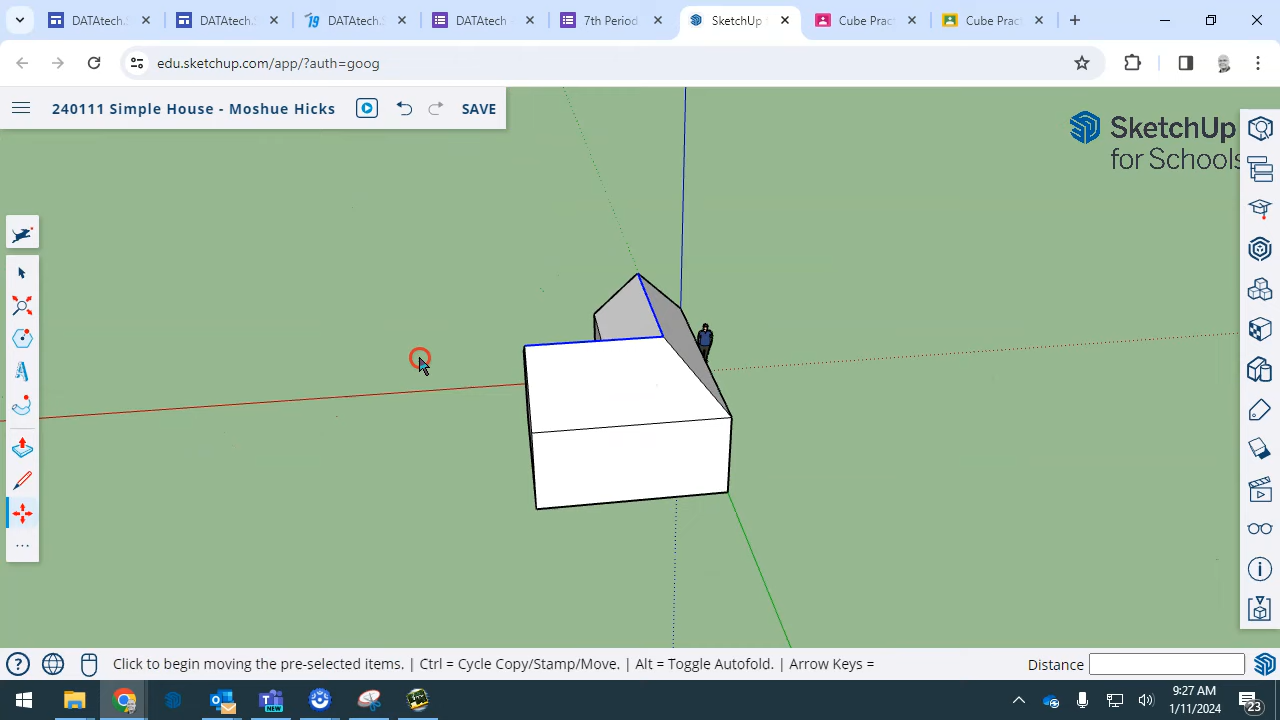 DATAtech
DATAtech.
19
DATAtech.
DATAtech
7th Period
SketchUp
Cube Prac
Cube Prac
edu.sketchup.com/app/?auth=goog
240111 Simple House - Moshue Hicks
SAVE
SketchUp
for Schools
Click to begin moving the pre-selected items. | Ctrl = Cycle Copy/Stamp/Move. | Alt = Toggle Autofold. | Arrow Keys =
Distance
9:27 AM
1/11/2024
23